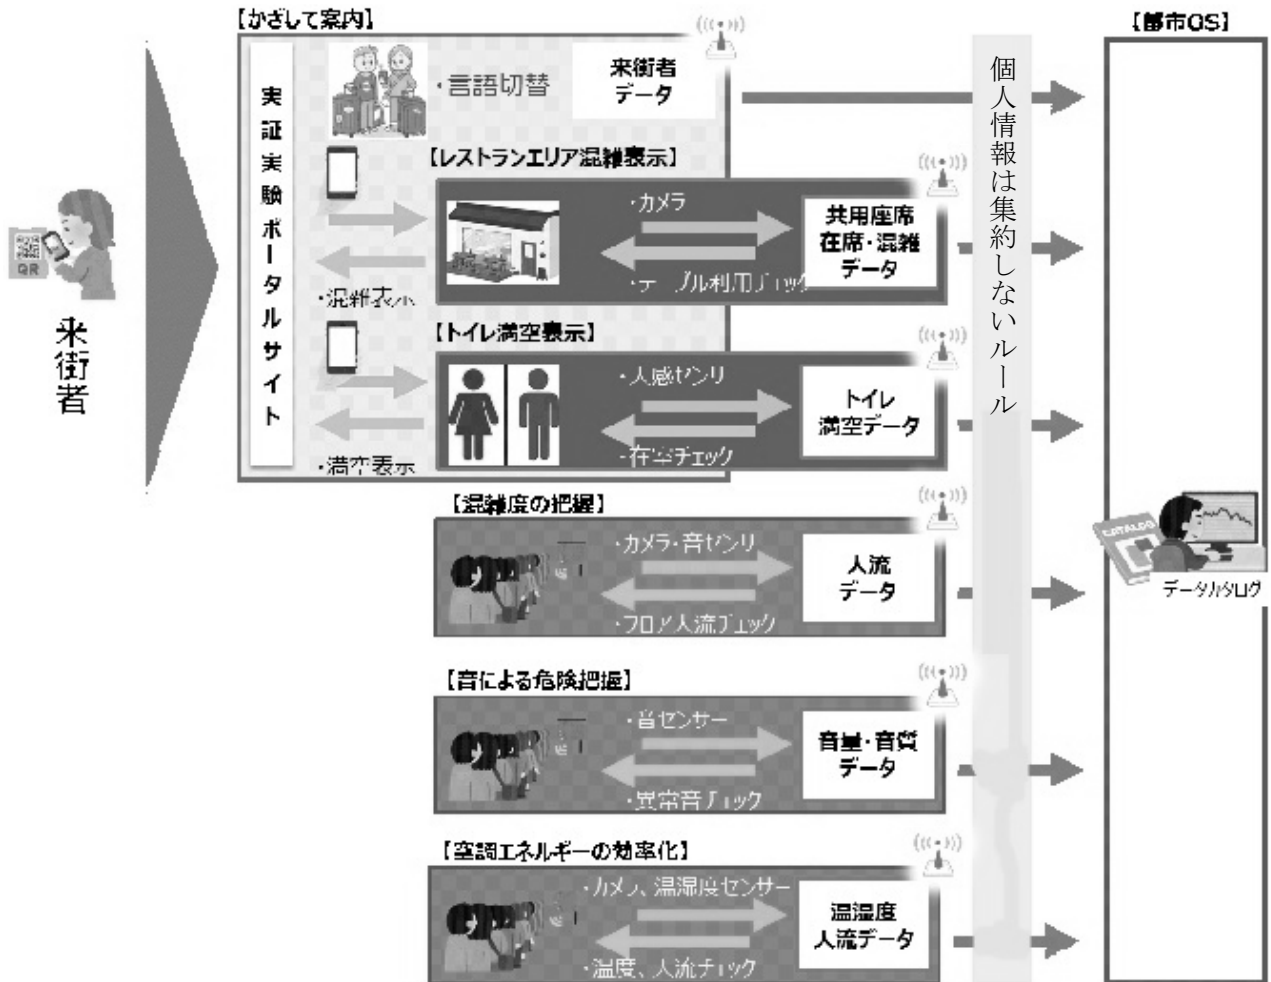 【かざして案内】
【都市OS】
実証実験ポータルサイト
・言語切替
来街者
データ
個人情報は集約しないルール
【レストランエリア混雑表示】
・カメラ
共用座席
在席・混雑
データ
・テーブル利用チェック
・混雑表示
QR
来街者
【トイレ満空表示】
・人感センサ
トイレ
満空データ
・在室チェック
・満空表示
【混雑度の把握】
・カメラ・音センサ
人流
データ
・フロア人流チェック
CATALOG
データカタログ
【音による危険把握】
・音センサー
音量・音質
データ
・異常音チェック
【空調エネルギーの効率化】
・カメラ、温湿度センサー
温湿度
人流データ
・温度、人流チェック